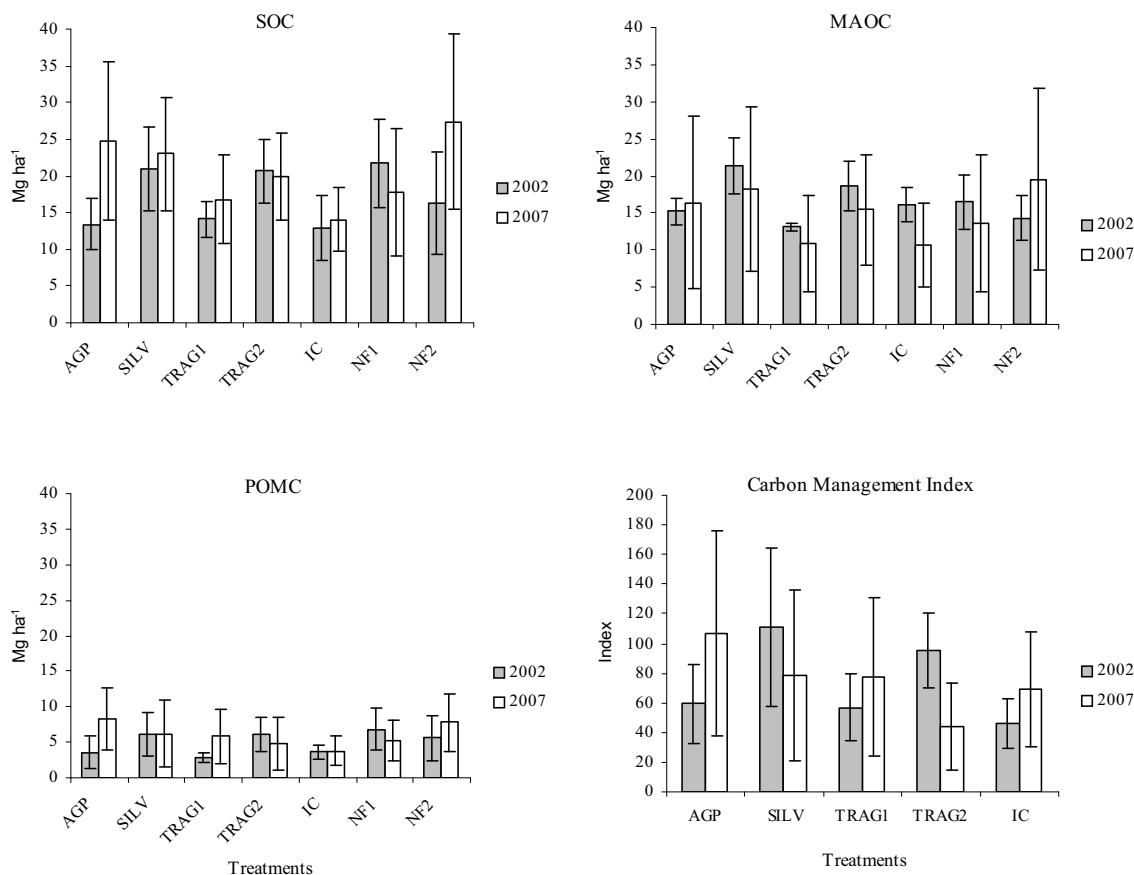 SOC
40
35
30
25
20
15
10
5
0
Mg ha-1
AGP
SILV
TRAG1
TRAG2
IC
NF1
NF2
2002
2007
MAOC
40
35
30
25
20
15
10
5
0
Mg ha-1
AGP
SILV
TRAG1
TRAG2
IC
NF1
NF2
2002
2007
POMC
40
35
30
25
20
15
10
5
0
Mg ha-1
AGP
SILV
TRAG1
TRAG2
IC
NF1
NF2
Treatments
2002
2007
Carbon Management Index
200
180
160
140
120
100
80
60
40
20
0
Index
AGP
SILV
TRAG1
TRAG2
IC
Treatments
2002
2007